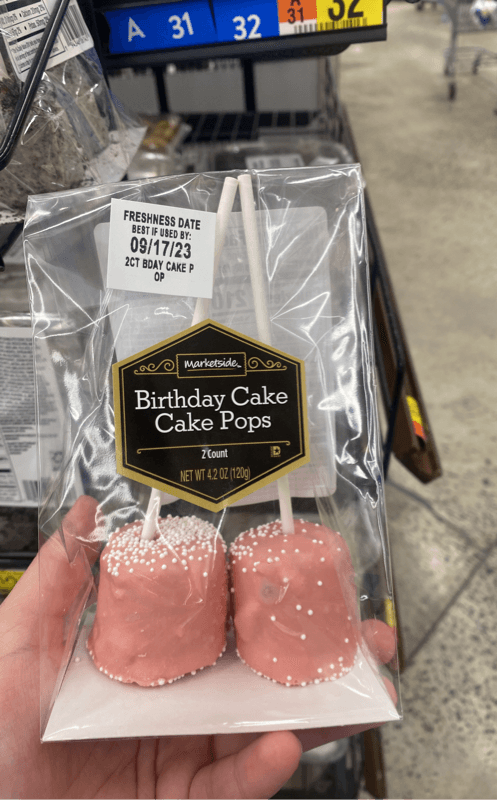 A 31 32
31
32
FRESHNESS DATE
BEST IF USED BY:
09/17/23
2CT BDAY CAKE P
OP
Marketside
Birthday Cake
Cake Pops
2 Count
D
NET WT 4.2 OZ (120g)